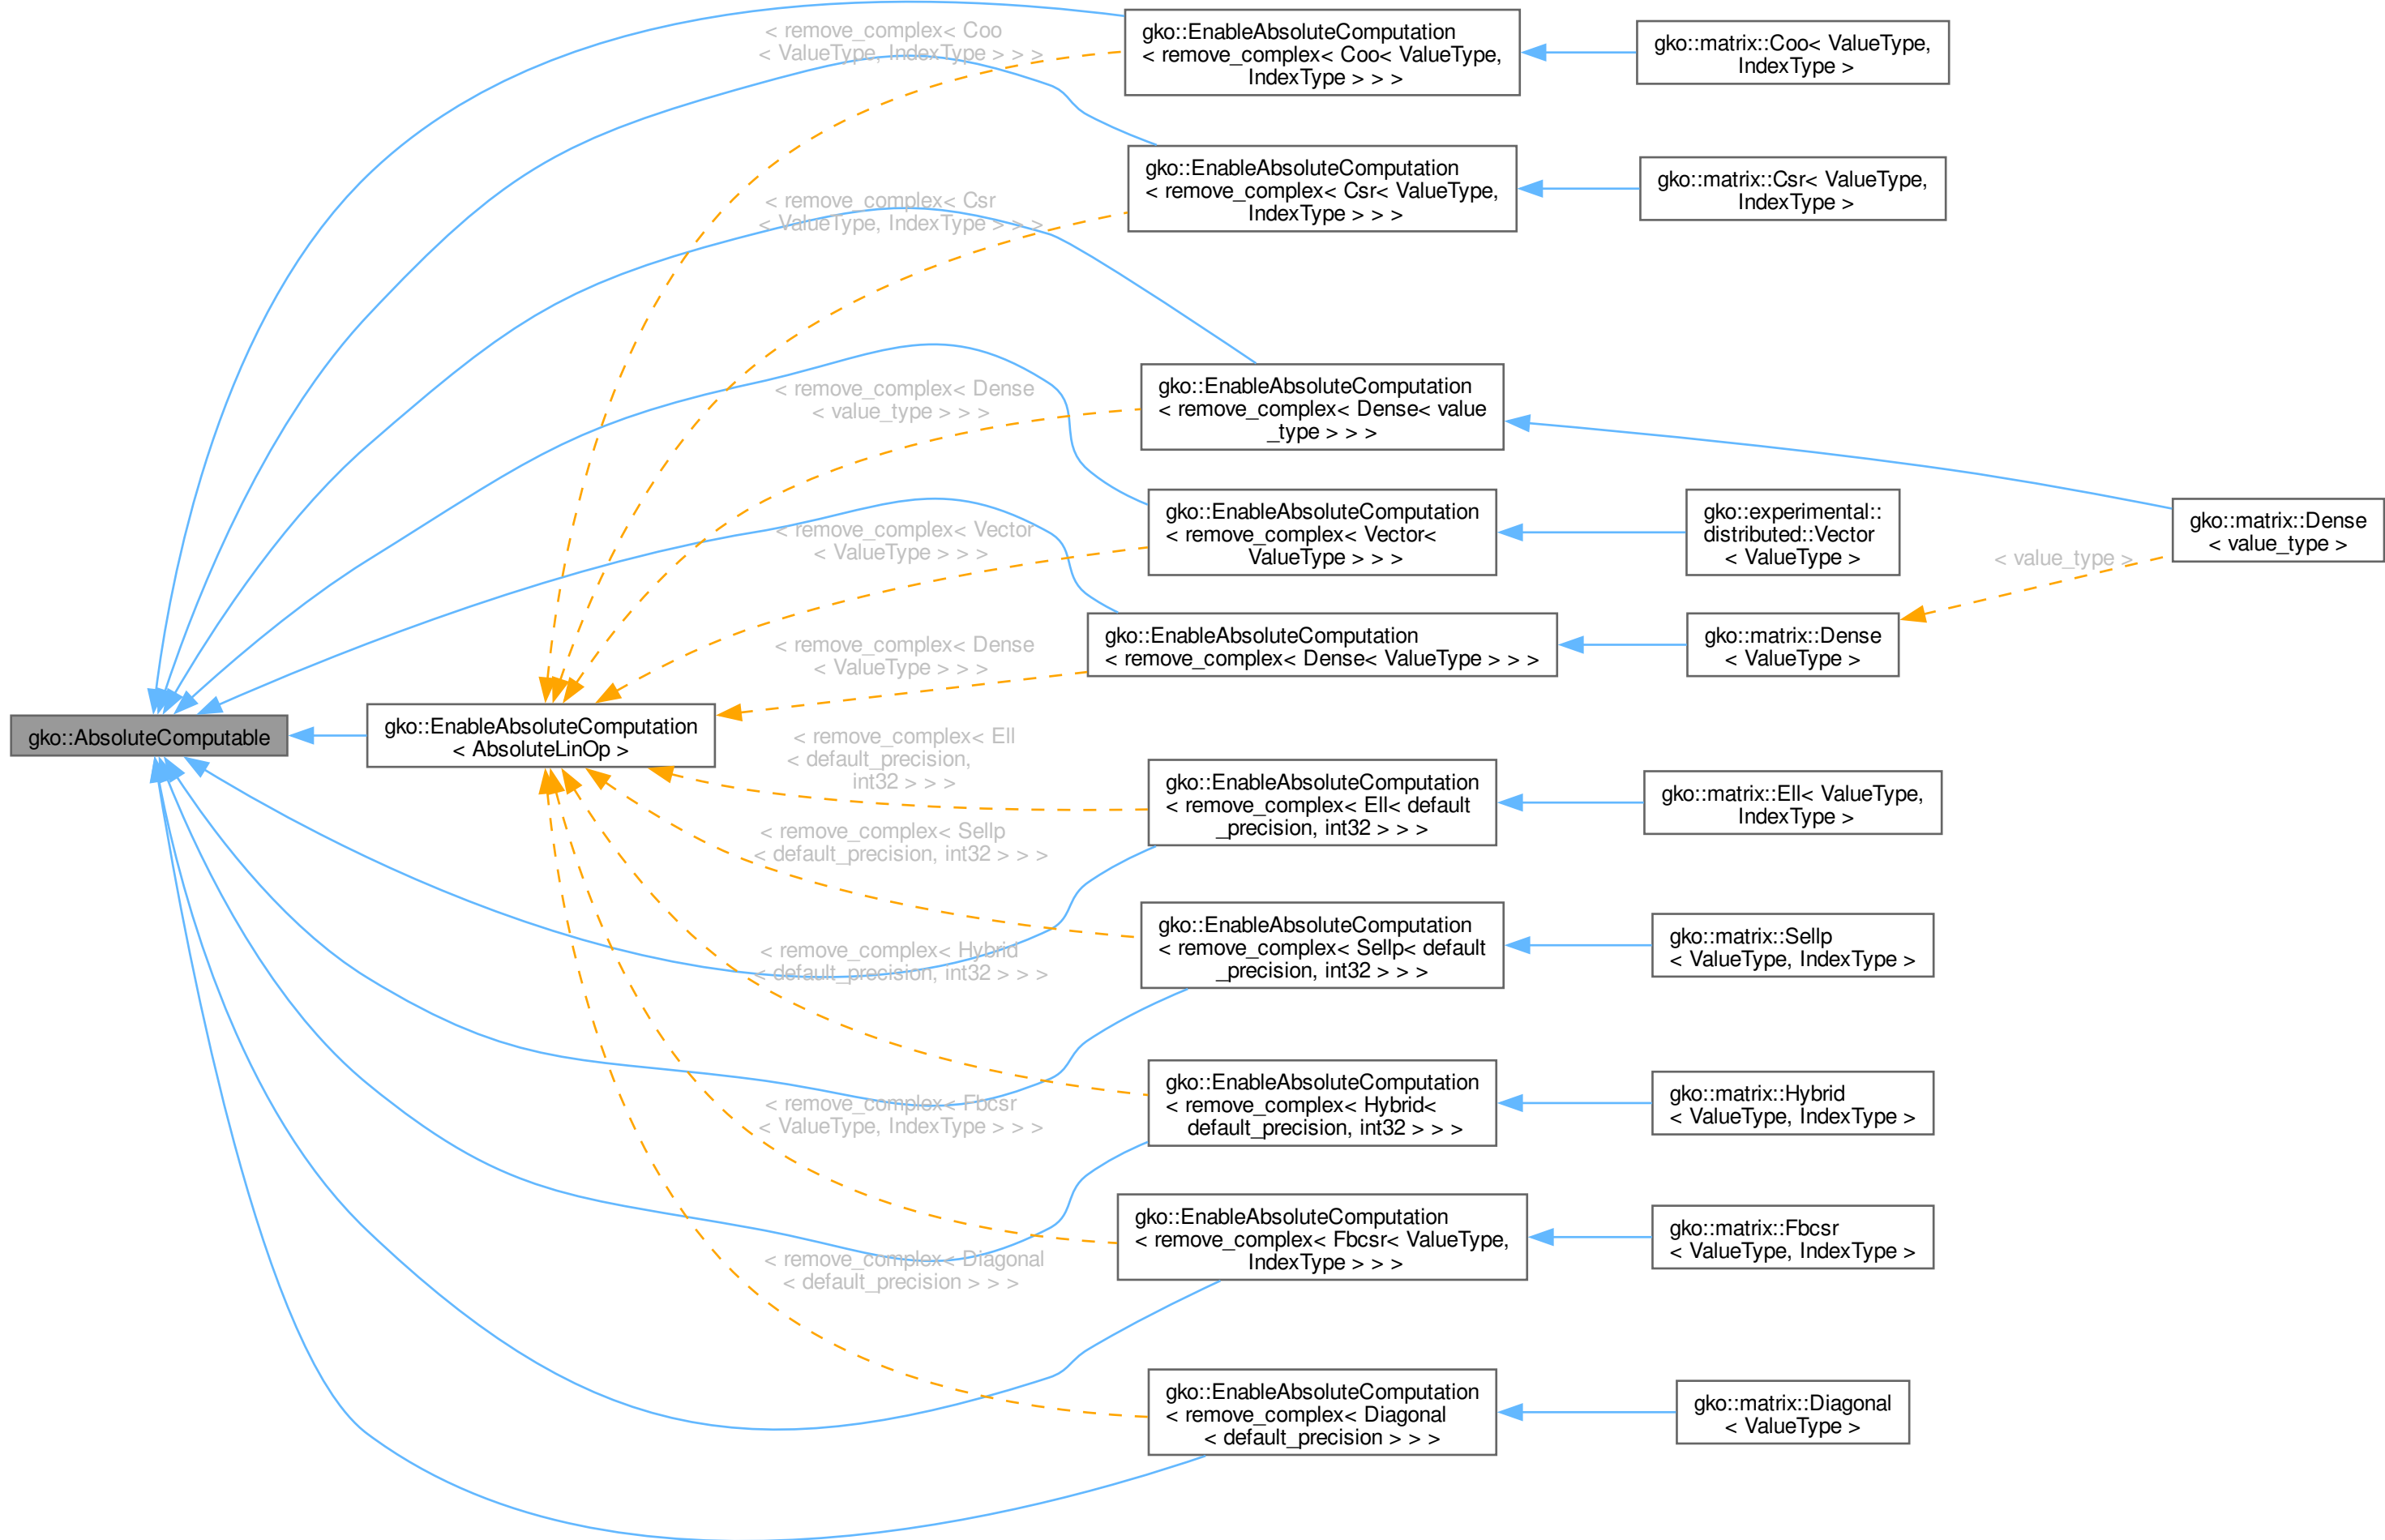 gko::AbsoluteComputable
gko::EnableAbsoluteComputation
< AbsoluteLinOp >
< remove_complex< Coo
< ValueType, IndexType > > >
< remove_complex< Csr
< ValueType, IndexType > > >
< remove_complex< Dense
< value_type > > >
< remove_complex< Vector
< ValueType > > >
< remove_complex< Dense
< ValueType > > >
< remove_complex< Ell
< default_precision,
int32 > > >
< remove_complex< Sellp
< default_precision, int32 > > >
< remove_complex< Hybrid
< default_precision, int32 > > >
< remove_complex< Fbcsr
< ValueType, IndexType > > >
< remove_complex< Diagonal
< default_precision > > >
gko::EnableAbsoluteComputation
< remove_complex< Coo< ValueType,
IndexType > > >
gko::EnableAbsoluteComputation
< remove_complex< Csr< ValueType,
IndexType > > >
gko::EnableAbsoluteComputation
< remove_complex< Dense< value
_type > > >
gko::EnableAbsoluteComputation
< remove_complex< Vector<
ValueType > > >
gko::EnableAbsoluteComputation
< remove_complex< Dense< ValueType > > >
gko::EnableAbsoluteComputation
< remove_complex< Ell< default
_precision, int32 > > >
gko::EnableAbsoluteComputation
< remove_complex< Sellp< default
_precision, int32 > > >
gko::EnableAbsoluteComputation
< remove_complex< Hybrid<
default_precision, int32 > > >
gko::EnableAbsoluteComputation
< remove_complex< Fbcsr< ValueType,
IndexType > > >
gko::EnableAbsoluteComputation
< remove_complex< Diagonal
< default_precision > > >
gko::matrix::Coo< ValueType,
IndexType >
gko::matrix::Csr< ValueType,
IndexType >
gko::experimental::
distributed::Vector
< ValueType >
gko::matrix::Dense
< ValueType >
gko::matrix::Ell< ValueType,
IndexType >
gko::matrix::Sellp
< ValueType, IndexType >
gko::matrix::Hybrid
< ValueType, IndexType >
gko::matrix::Fbcsr
< ValueType, IndexType >
gko::matrix::Diagonal
< ValueType >
< value_type >
gko::matrix::Dense
< value_type >